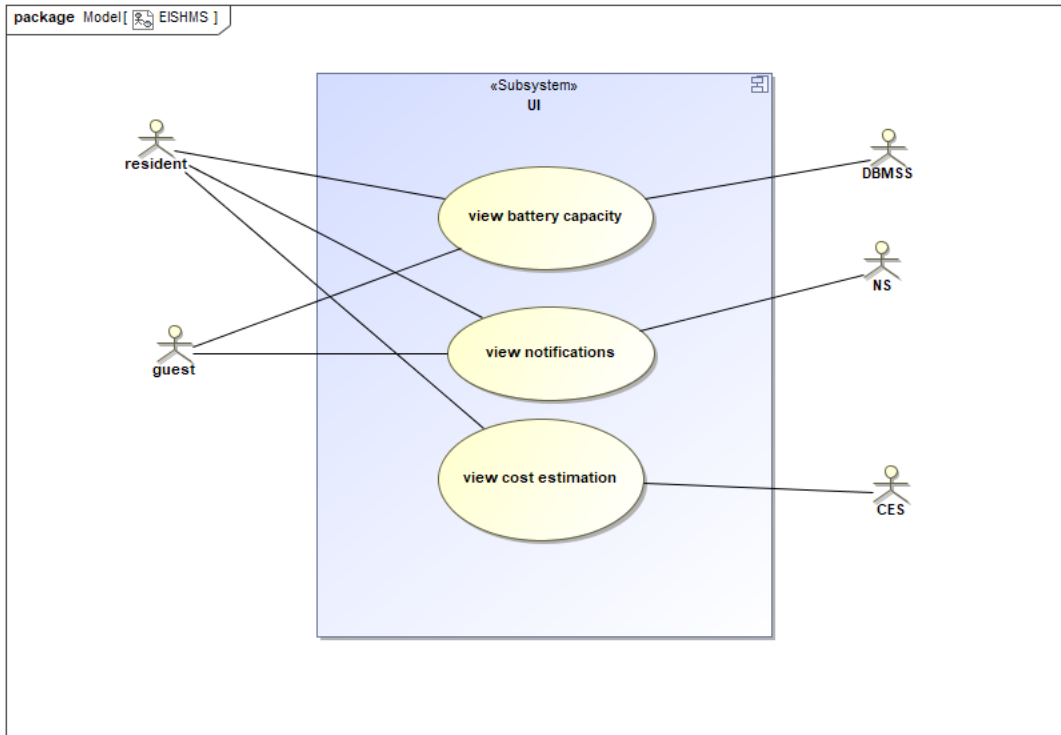 package Model[ EISHMS ]
«Subsystem»
UI
resident
DBMSS
view battery capacity
NS
guest
view notifications
view cost estimation
CES